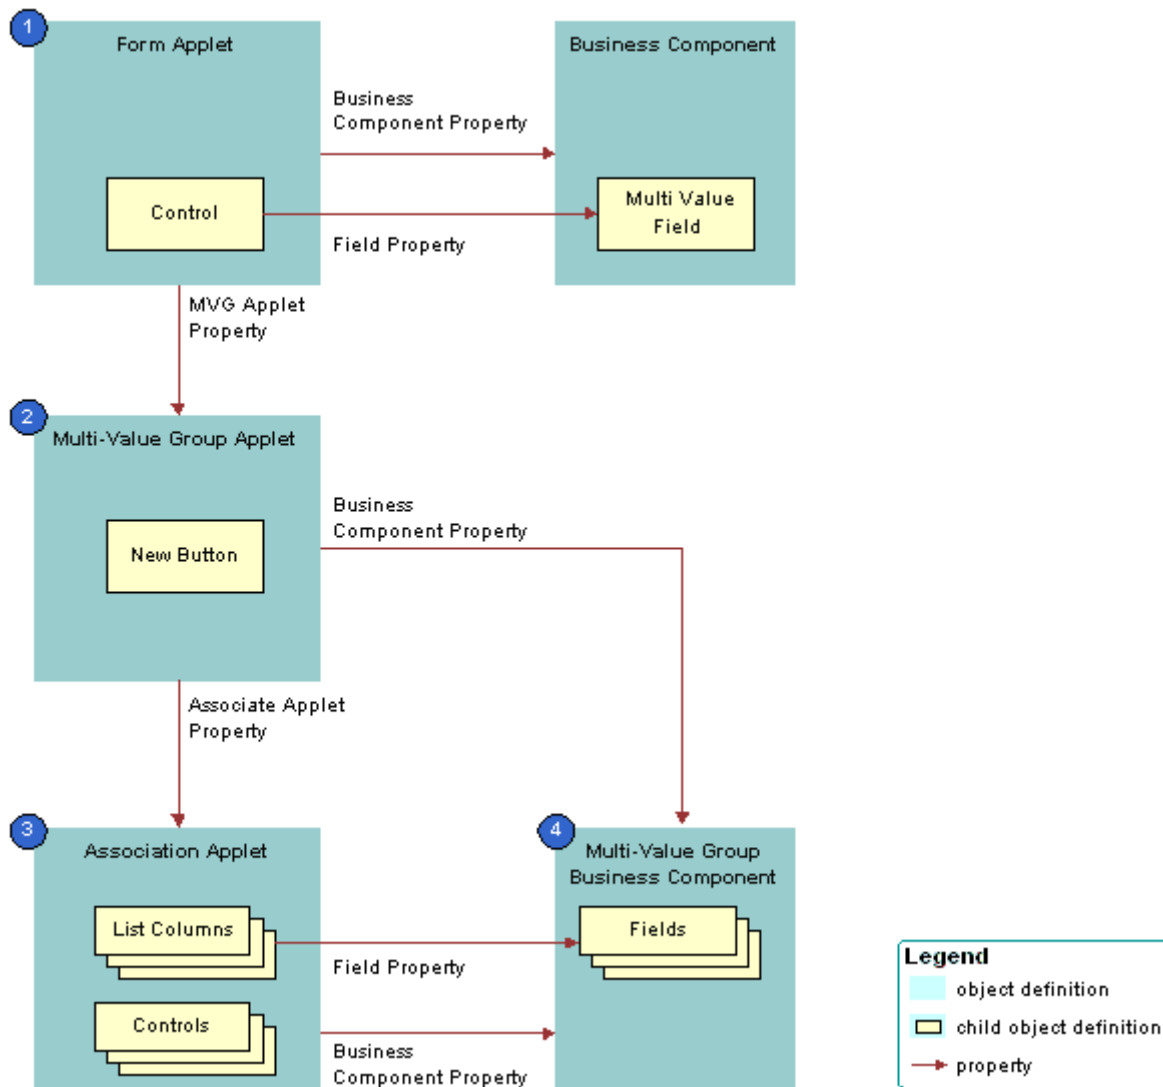 1
Form Applet
Business Component
Business
Component Property
Control
Multi Value
Field
Field Property
MVG Applet
Property
2
Multi-Value Group Applet
Business
Component Property
New Button
Associate Applet
Property
3
Association Applet
4
Multi-Value Group
Business Component
List Columns
Fields
Field Property
Controls
Business
Component Property
Legend
object definition
child object definition
property